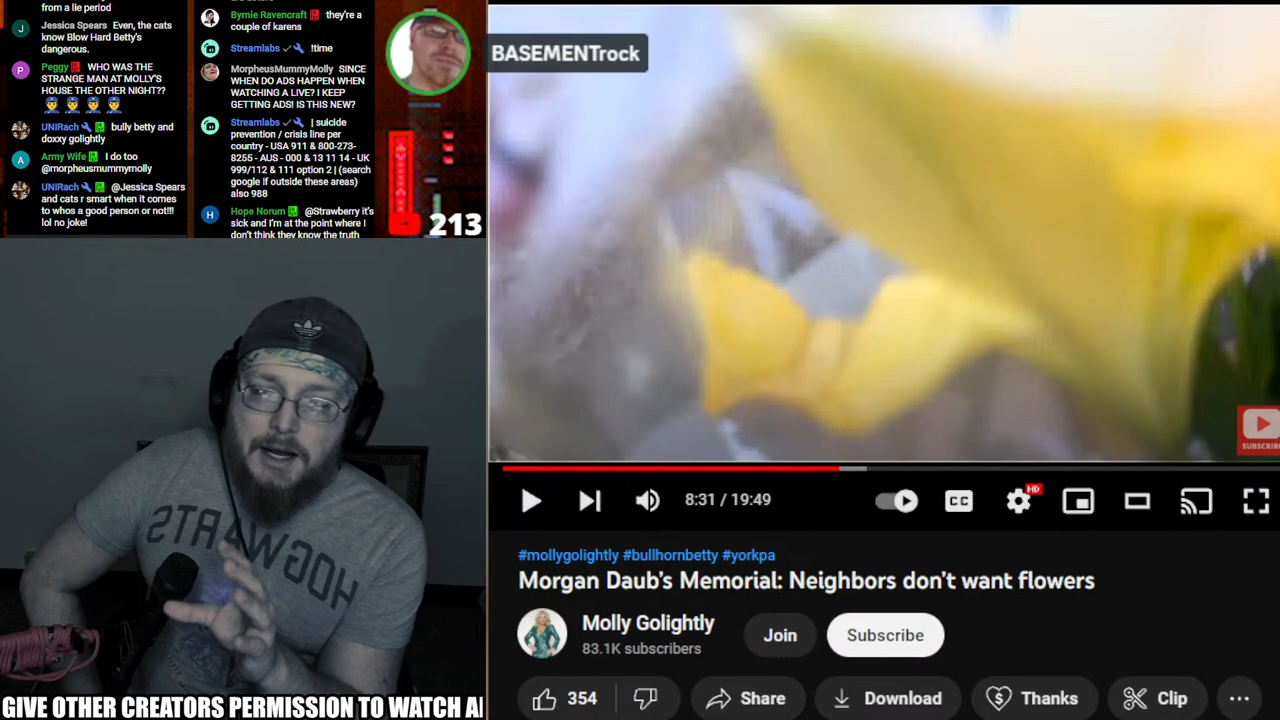 from a lie period
Jessica Spears Even, the cats
know Blow Hard Betty's
dangerous.
Peggy WHO WAS THE
STRANGE MAN AT MOLLY'S
HOUSE THE OTHER NIGHT??
UNIRach bully betty and
doxxy golightly
Army Wife I do too
@morpheusmummymolly
UNIRach @Jessica Spears
and cats r smart when it comes
to whos a good person or not!!!
lol no joke!
Byrnie Ravencraft they're a
couple of karens
Streamlabs !time
MorpheusMummyMolly SINCE
WHEN DO ADS HAPPEN WHEN
WATCHING A LIVE? I KEEP
GETTING ADS! IS THIS NEW?
Streamlabs | suicide
prevention / crisis line per
country - USA 911 & 800-273-
8255 - AUS - 000 & 13 11 14 - UK
999/112 & 111 option 2 | (search
google if outside these areas)
also 988
Hope Norum @Strawberry it's
sick and I'm at the point where I
don't think they know the truth
213
BASEMENTrock
SUBSCRIBE
HOGWARTS
8:31 / 19:49
CC
HD
#mollygolightly #bullhornbetty #yorkpa
Morgan Daub's Memorial: Neighbors don't want flowers
Molly Golightly
83.1K subscribers
Join
Subscribe
354
Share
Download
Thanks
Clip
GIVE OTHER CREATORS PERMISSION TO WATCH